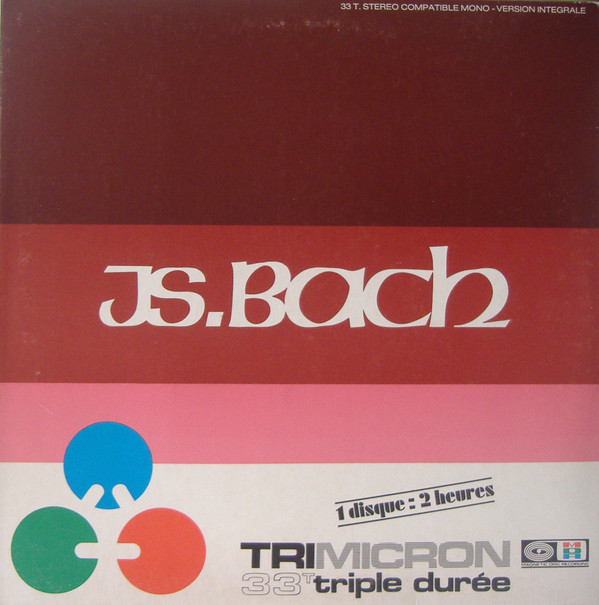 33 T. STEREO COMPATIBLE MONO - VERSION INTEGRALE
JS.Bach
1 disque : 2 heures
TRIMICRON
33T triple durée
MR
MAGNETIC DISC RECORDING